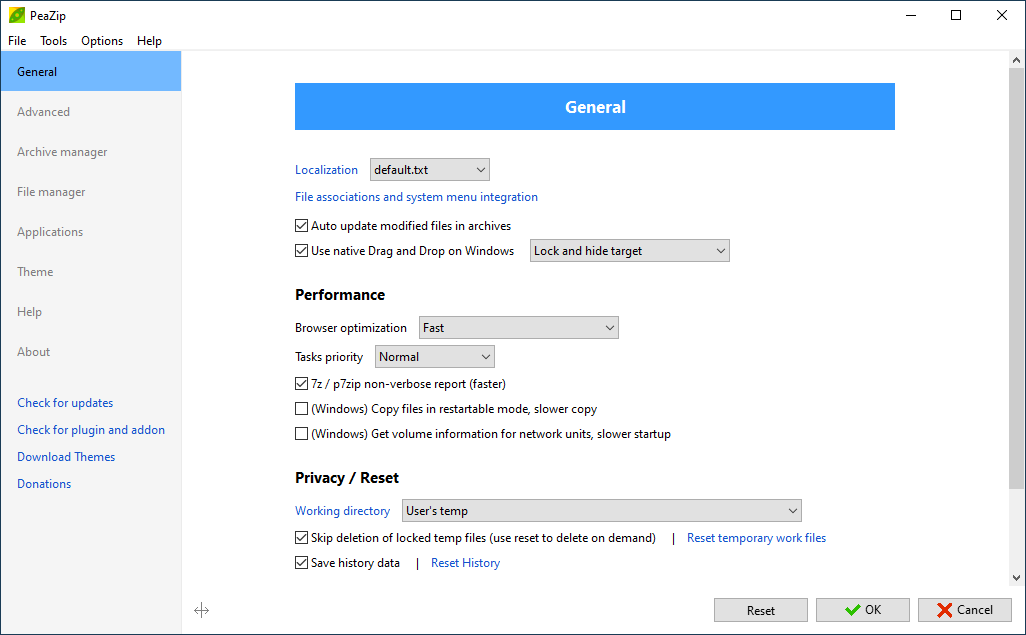 PeaZip
File Tools Options Help
General
Advanced
Archive manager
File manager
Applications
Theme
Help
About
Check for updates
Check for plugin and addon
Download Themes
Donations
General
Localization default.txt
File associations and system menu integration
Auto update modified files in archives
Use native Drag and Drop on Windows Lock and hide target
Performance
Browser optimization Fast
Tasks priority Normal
7z / p7zip non-verbose report (faster)
(Windows) Copy files in restartable mode, slower copy
(Windows) Get volume information for network units, slower startup
Privacy / Reset
Working directory User's temp
Skip deletion of locked temp files (use reset to delete on demand) | Reset temporary work files
Save history data | Reset History
Reset OK Cancel